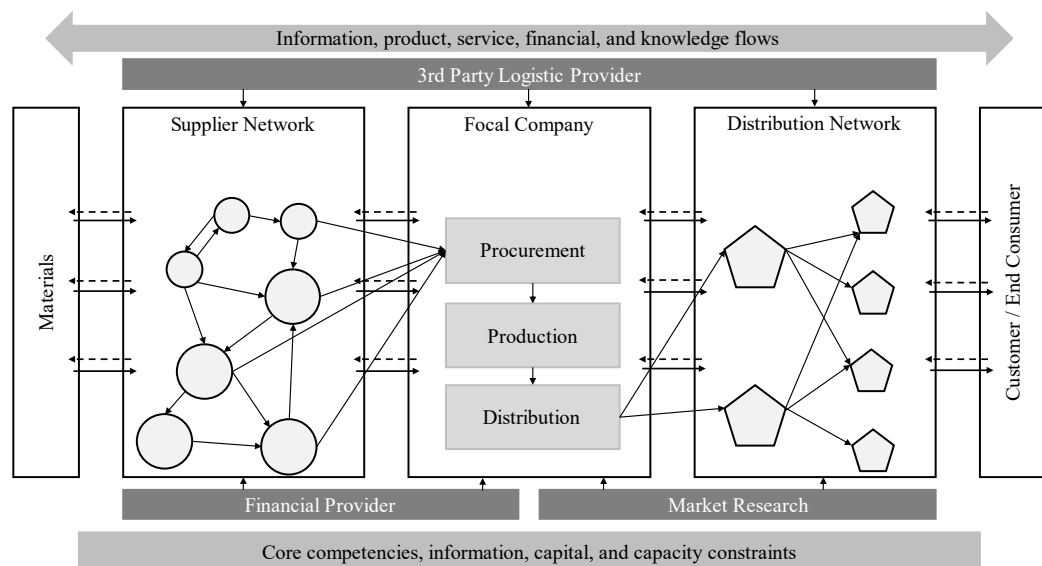 Information, product, service, financial, and knowledge flows
3rd Party Logistic Provider
Materials
Supplier Network
Focal Company
Procurement
Production
Distribution
Distribution Network
Customer / End Consumer
Financial Provider
Market Research
Core competencies, information, capital, and capacity constraints